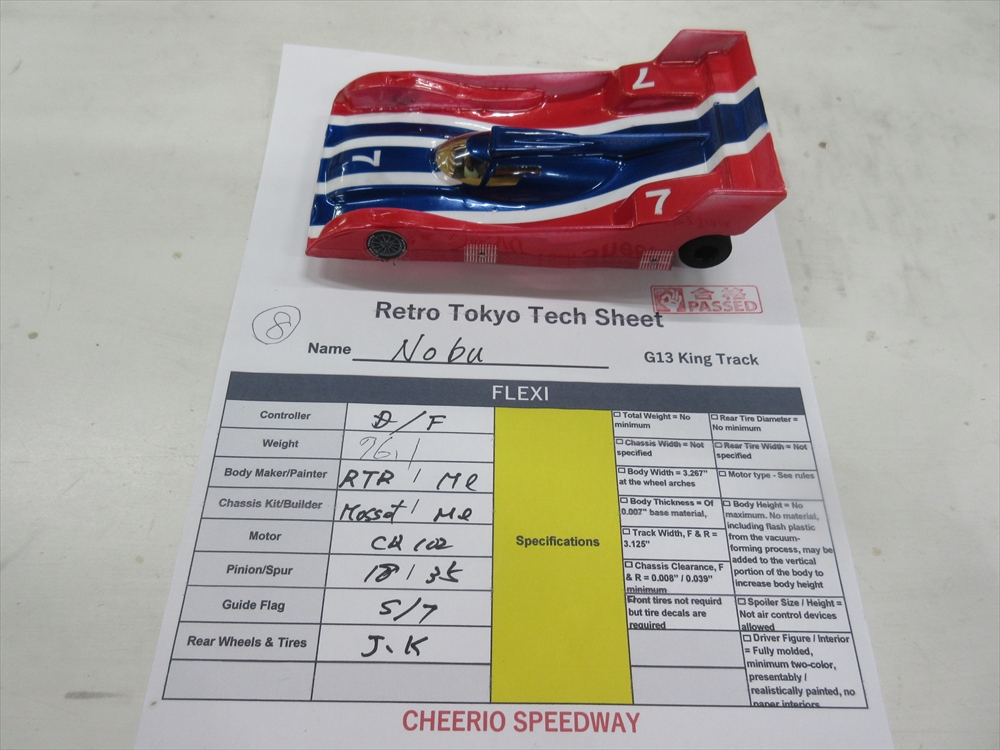 7
7
7
合格
PASSED
Retro Tokyo Tech Sheet
8
Name Nobu
G13 King Track
FLEXI
Controller D/F
Weight 76.1
Body Maker/Painter RTR / Me
Chassis Kit/Builder Mosset / Me
Motor CH 102
Pinion/Spur 18 / 35
Guide Flag S/7
Rear Wheels & Tires J.K
Specifications
Total Weight = No
minimum
Chassis Width = Not
specified
Body Width = 3.267"
at the wheel arches
Body Thickness = Of
0.007" base material,
Track Width, F & R =
3.125"
Chassis Clearance, F
& R = 0.008" / 0.039"
minimum
Front tires not requird
but tire decals are
required
Rear Tire Diameter =
No minimum
Rear Tire Width = Not
specified
Motor type - See rules
Body Height = No
maximum. No material,
including flash plastic
from the vacuum-
forming process, may be
added to the vertical
portion of the body to
increase body height
Spoiler Size / Height =
Not air control devices
allowed
Driver Figure / Interior
= Fully molded,
minimum two-color,
presentably /
realistically painted, no
paper interiors
CHEERIO SPEEDWAY